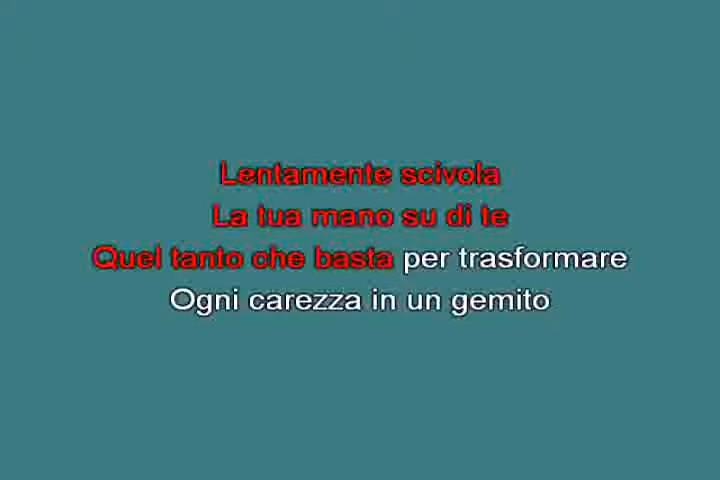 Lentamente scivola
La tua mano su di te
Quel tanto che basta per trasformare
Ogni carezza in un gemito